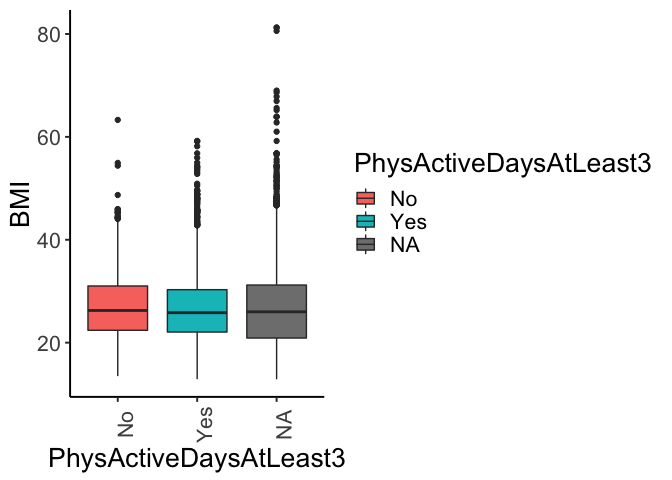 80
60
40
20
BMI
No
Yes
NA
PhysActiveDaysAtLeast3
PhysActiveDaysAtLeast3
No
Yes
NA